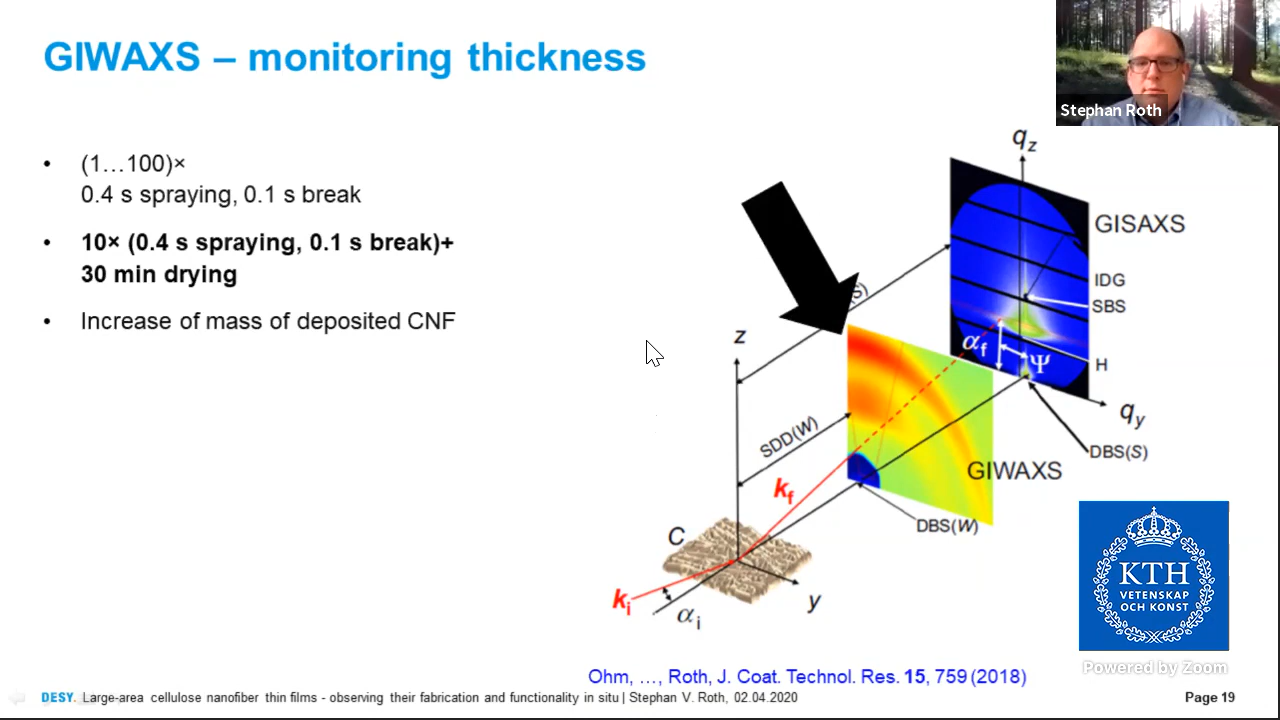 GIWAXS – monitoring thickness
Stephan Roth
• (1…100)×
0.4 s spraying, 0.1 s break
• 10× (0.4 s spraying, 0.1 s break)+
30 min drying
• Increase of mass of deposited CNF
qz
GISAXS
IDG
SBS
αf
Ψ
H
qy
DBS(S)
S)
z
SDD(W)
GIWAXS
kf
DBS(W)
C
ki
αi
y
KTH
VETENSKAP
OCH KONST
Powered by Zoom
Ohm, …, Roth, J. Coat. Technol. Res. 15, 759 (2018)
DESY. Large-area cellulose nanofiber thin films - observing their fabrication and functionality in situ | Stephan V. Roth, 02.04.2020
Page 19